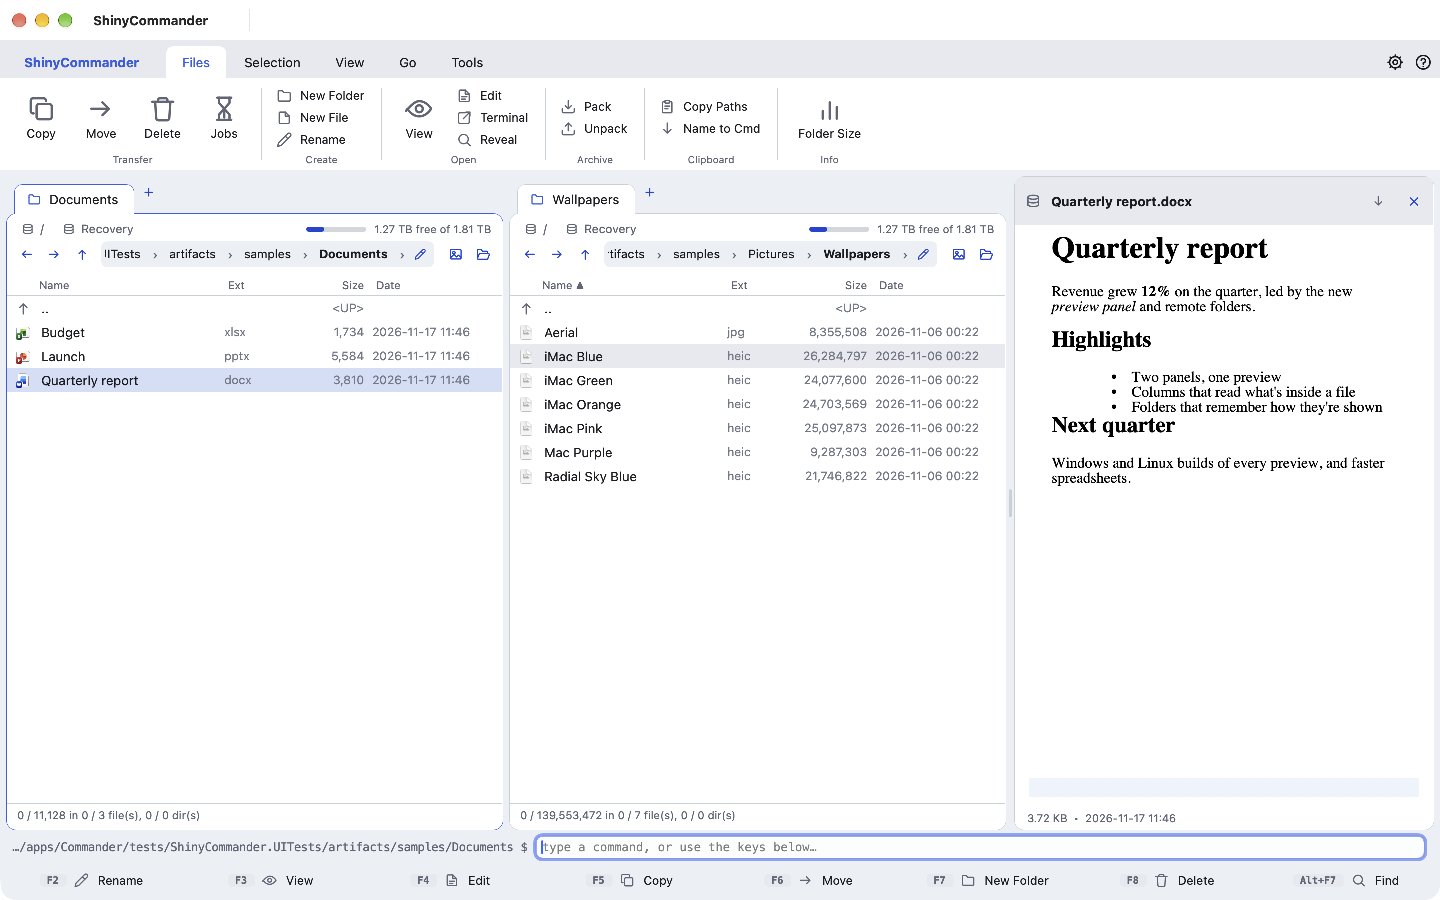 ShinyCommander
ShinyCommander Files Selection View Go Tools
Copy Move Delete Jobs
Transfer
New Folder
New File
Rename
Create
View
Edit
Terminal
Reveal
Open
Pack
Unpack
Archive
Copy Paths
Name to Cmd
Clipboard
Folder Size
Info
Documents +
/ Recovery 1.27 TB free of 1.81 TB
artifacts › samples › Documents ›
Name Ext Size Date
.. <UP>
Budget xlsx 1,734 2026-11-17 11:46
Launch pptx 5,584 2026-11-17 11:46
Quarterly report docx 3,810 2026-11-17 11:46
0 / 11,128 in 0 / 3 file(s), 0 / 0 dir(s)
Wallpapers +
/ Recovery 1.27 TB free of 1.81 TB
tifacts › samples › Pictures › Wallpapers ›
Name ▲ Ext Size Date
.. <UP>
Aerial jpg 8,355,508 2026-11-06 00:22
iMac Blue heic 26,284,797 2026-11-06 00:22
iMac Green heic 24,077,600 2026-11-06 00:22
iMac Orange heic 24,703,569 2026-11-06 00:22
iMac Pink heic 25,097,873 2026-11-06 00:22
Mac Purple heic 9,287,303 2026-11-06 00:22
Radial Sky Blue heic 21,746,822 2026-11-06 00:22
0 / 139,553,472 in 0 / 7 file(s), 0 / 0 dir(s)
Quarterly report.docx
Quarterly report
Revenue grew 12% on the quarter, led by the new
preview panel and remote folders.
Highlights
• Two panels, one preview
• Columns that read what's inside a file
• Folders that remember how they're shown
Next quarter
Windows and Linux builds of every preview, and faster
spreadsheets.
3.72 KB • 2026-11-17 11:46
…/apps/Commander/tests/ShinyCommander.UITests/artifacts/samples/Documents $ type a command, or use the keys below…
F2 Rename F3 View F4 Edit F5 Copy F6 Move F7 New Folder F8 Delete Alt+F7 Find